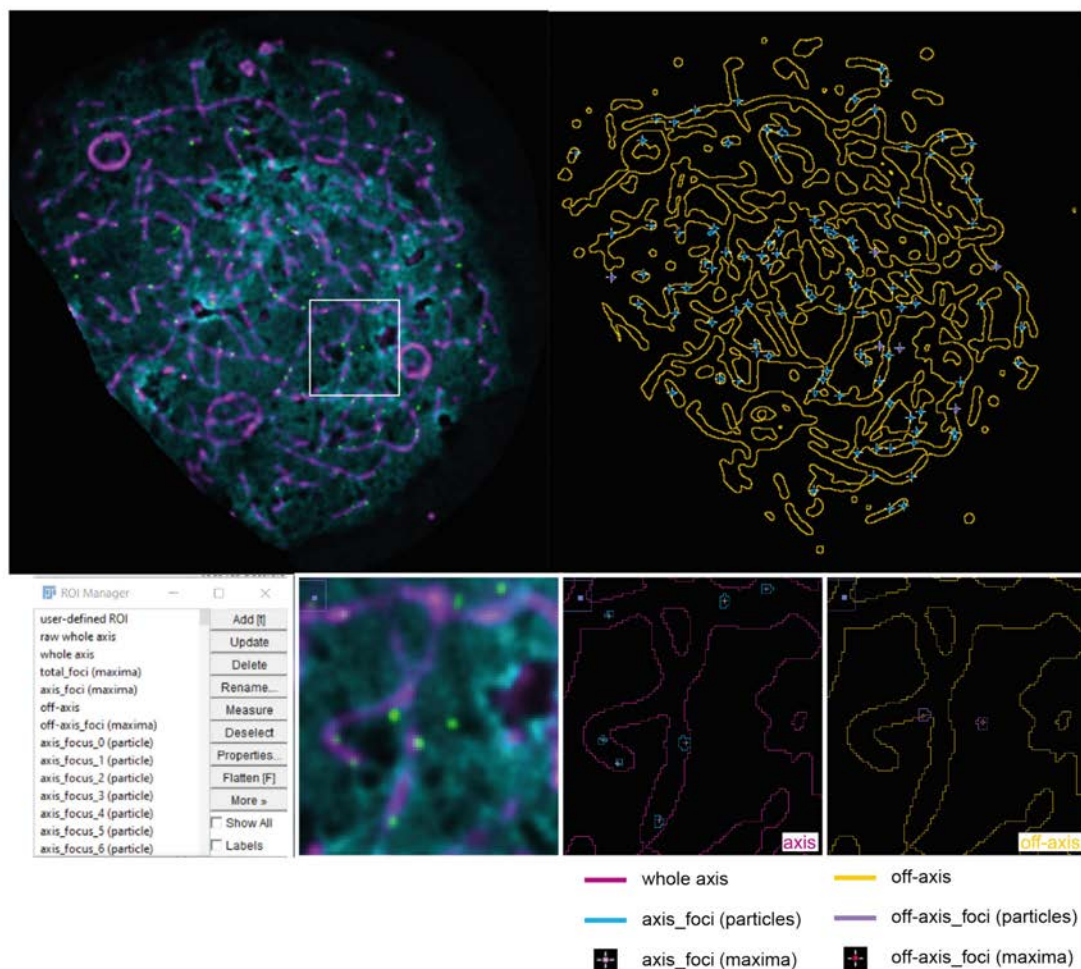 ROI Manager
user-defined ROI
raw whole axis
whole axis
total_foci (maxima)
axis_foci (maxima)
off-axis
off-axis_foci (maxima)
axis_focus_0 (particle)
axis_focus_1 (particle)
axis_focus_2 (particle)
axis_focus_3 (particle)
axis_focus_4 (particle)
axis_focus_5 (particle)
axis_focus_6 (particle)
Add [t]
Update
Delete
Rename...
Measure
Deselect
Properties...
Flatten [F]
More »
Show All
Labels
axis
off-axis
whole axis
off-axis
axis_foci (particles)
off-axis_foci (particles)
axis_foci (maxima)
off-axis_foci (maxima)